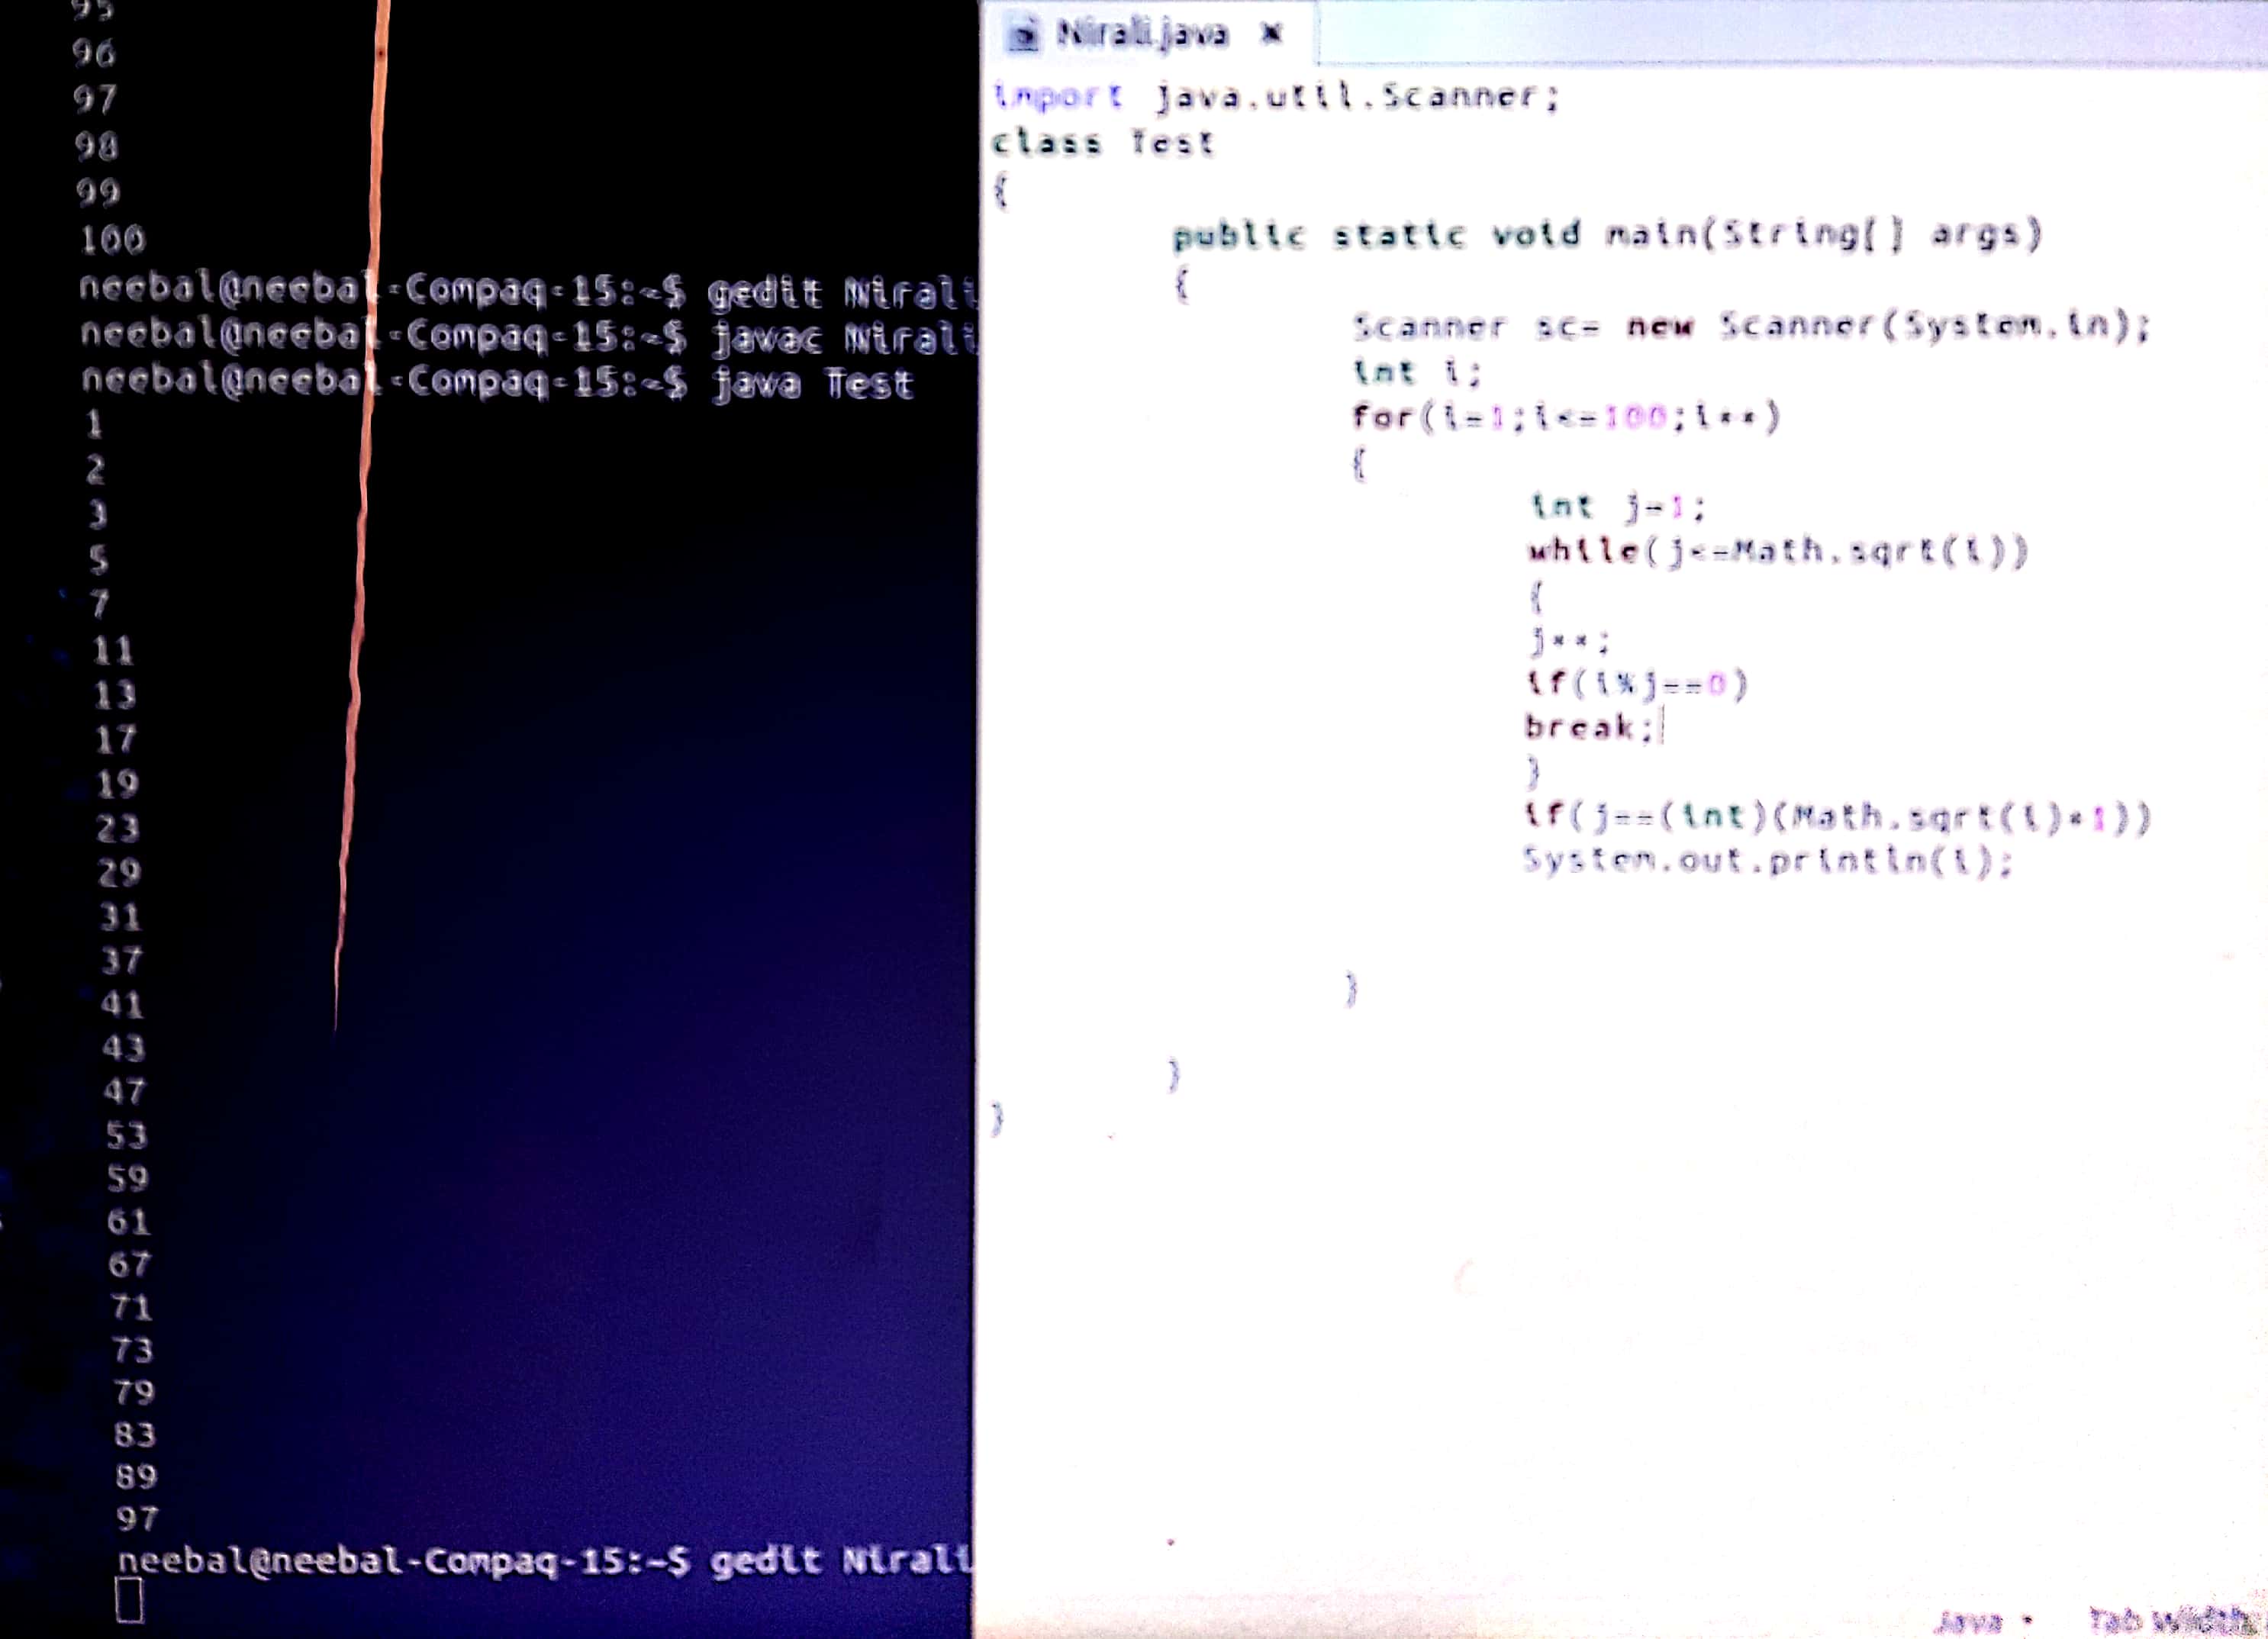 95
96
97
98
99
100
neebal@neebal-Compaq-15:~$ gedit Nirali
neebal@neebal-Compaq-15:~$ javac Nirali
neebal@neebal-Compaq-15:~$ java Test
1
2
3
5
7
11
13
17
19
23
29
31
37
41
43
47
53
59
61
67
71
73
79
83
89
97
neebal@neebal-Compaq-15:~$ gedit Nirali
Nirali.java ×
import java.util.Scanner;
class Test
{
public static void main(String[] args)
{
Scanner sc= new Scanner(System.in);
int i;
for(i=1;i<=100;i++)
{
int j=1;
while(j<=Math.sqrt(i))
{
j++;
if(i%j==0)
break;
}
if(j==(int)(Math.sqrt(i)+1))
System.out.println(i);
}
}
}
Java Tab Width